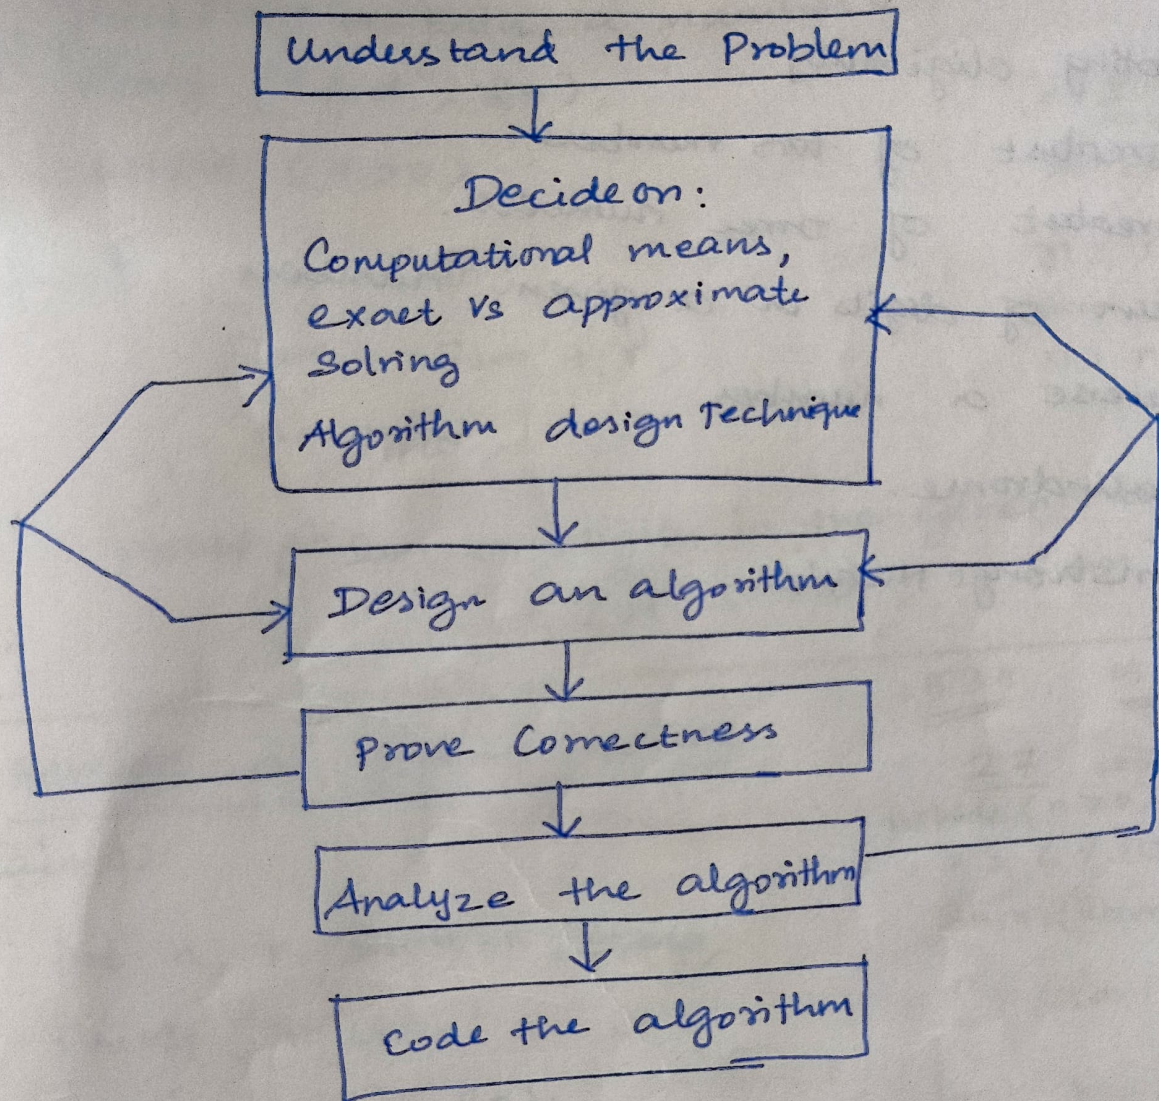 Understand the Problem
Decide on:
Computational means,
exact vs approximate
Solving
Algorithm design Technique
Design an algorithm
Prove Correctness
Analyze the algorithm
Code the algorithm